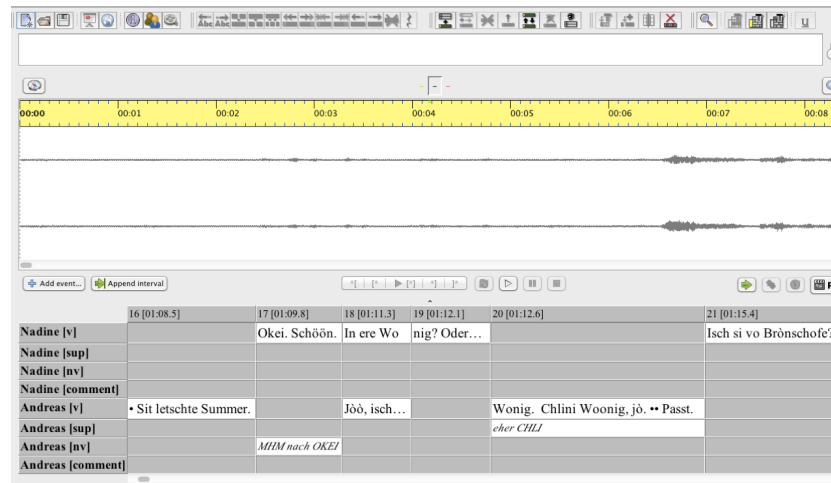 00:00 00:01 00:02 00:03 00:04 00:05 00:06 00:07 00:08
Add event... Append interval
16 [01:08.5] 17 [01:09.8] 18 [01:11.3] 19 [01:12.1] 20 [01:12.6] 21 [01:15.4]
Nadine [v] Okei. Schöön. In ere Wo nig? Oder… Isch si vo Brònschofe?
Nadine [sup]
Nadine [nv]
Nadine [comment]
Andreas [v] • Sit letschte Summer. Jòò, isch… Wonig. Chlini Woonig, jò. •• Passt.
Andreas [sup] eher CHLI
Andreas [nv] MHM nach OKEI
Andreas [comment]